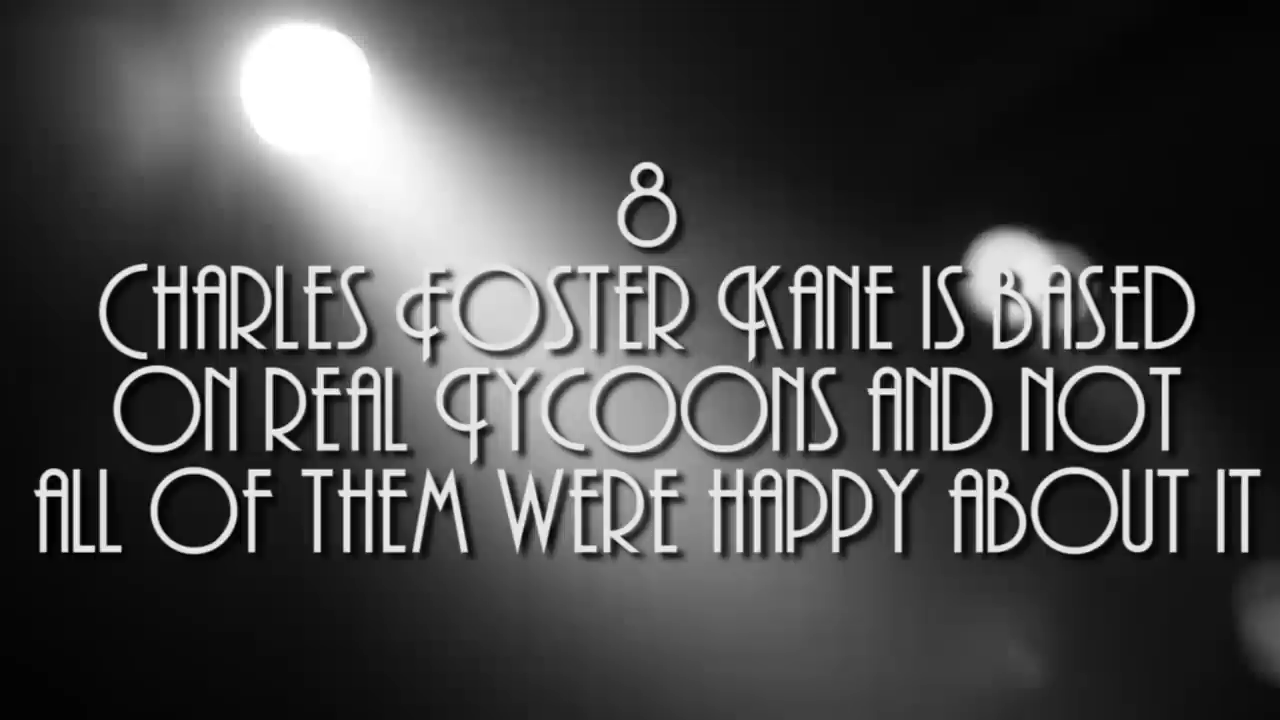 8
Charles Foster Kane is based
on real Tycoons and not
all of them were happy about it